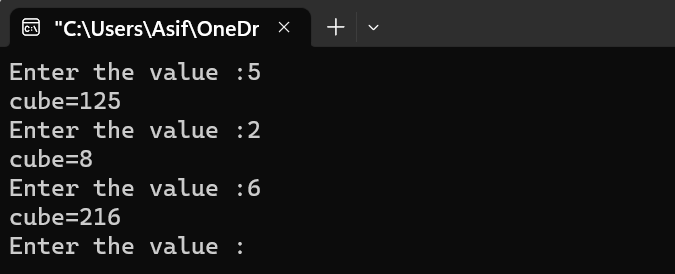 "C:\Users\Asif\OneDr
Enter the value :5
cube=125
Enter the value :2
cube=8
Enter the value :6
cube=216
Enter the value :